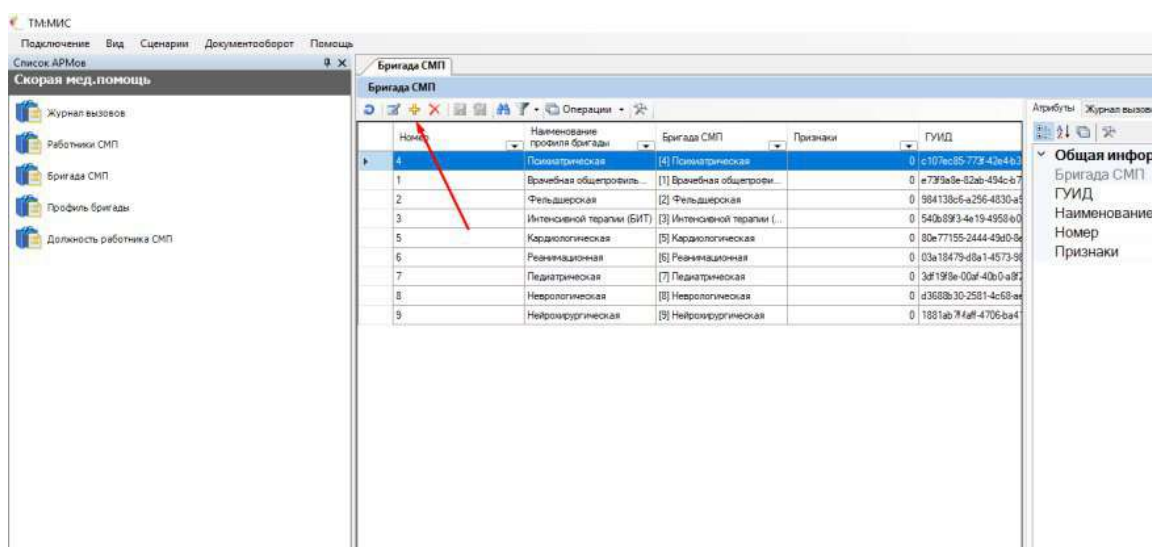 ТМ:МИС
Подключение Вид Сценарии Документооборот Помощь
Список АРМов
Скорая мед.помощь
Журнал вызовов
Работники СМП
Бригада СМП
Профиль бригады
Должность работника СМП
Бригада СМП
Бригада СМП
Операции
Номер Наименование профиля бригады Бригада СМП Признаки ГУИД
4 Психиатрическая [4] Психиатрическая 0
1 Врачебная общепрофиль... [1] Врачебная общепрофи... 0
2 Фельдшерская [2] Фельдшерская 0
3 Интенсивной терапии (БИТ) [3] Интенсивной терапии (... 0
5 Кардиологическая [5] Кардиологическая 0
6 Реанимационная [6] Реанимационная 0
7 Педиатрическая [7] Педиатрическая 0
8 Неврологическая [8] Неврологическая 0
9 Нейрохирургическая [9] Нейрохирургическая 0
Атрибуты Журнал вызово
Общая инфор
Бригада СМП
ГУИД
Наименование
Номер
Признаки